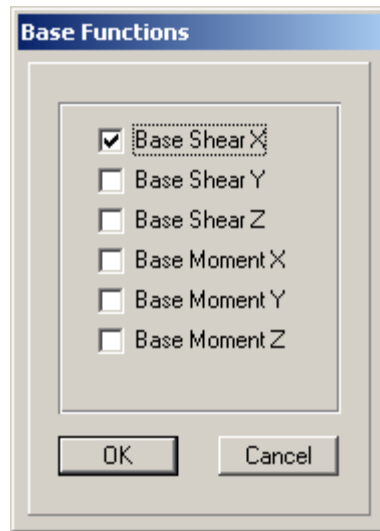 Base Functions
Base Shear X
Base Shear Y
Base Shear Z
Base Moment X
Base Moment Y
Base Moment Z
OK Cancel